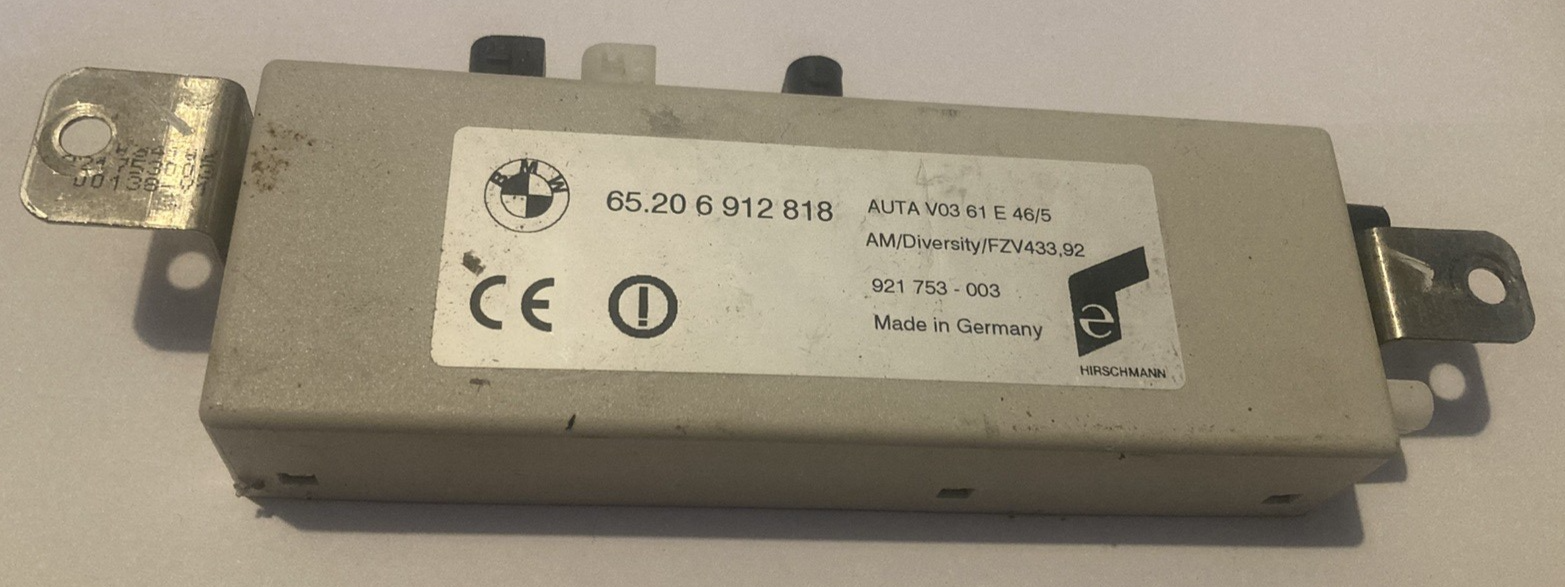 BMW
65.20 6 912 818
AUTA V03 61 E 46/5
AM/Diversity/FZV433,92
921 753 - 003
Made in Germany
CE
e
HIRSCHMANN